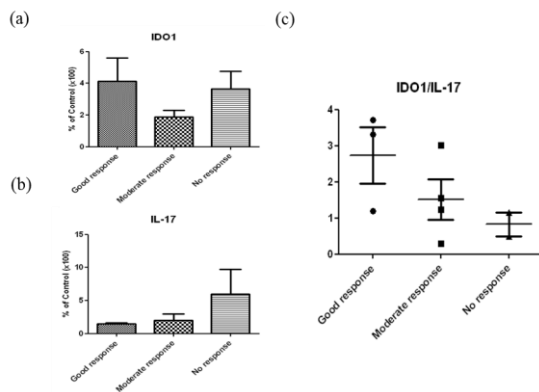 (a)
IDO1
% of Control (x100)
6
4
2
0
Good response
Moderate response
No response
(b)
IL-17
% of Control (x100)
15
10
5
0
Good response
Moderate response
No response
(c)
IDO1/IL-17
4
3
2
1
0
Good response
Moderate response
No response